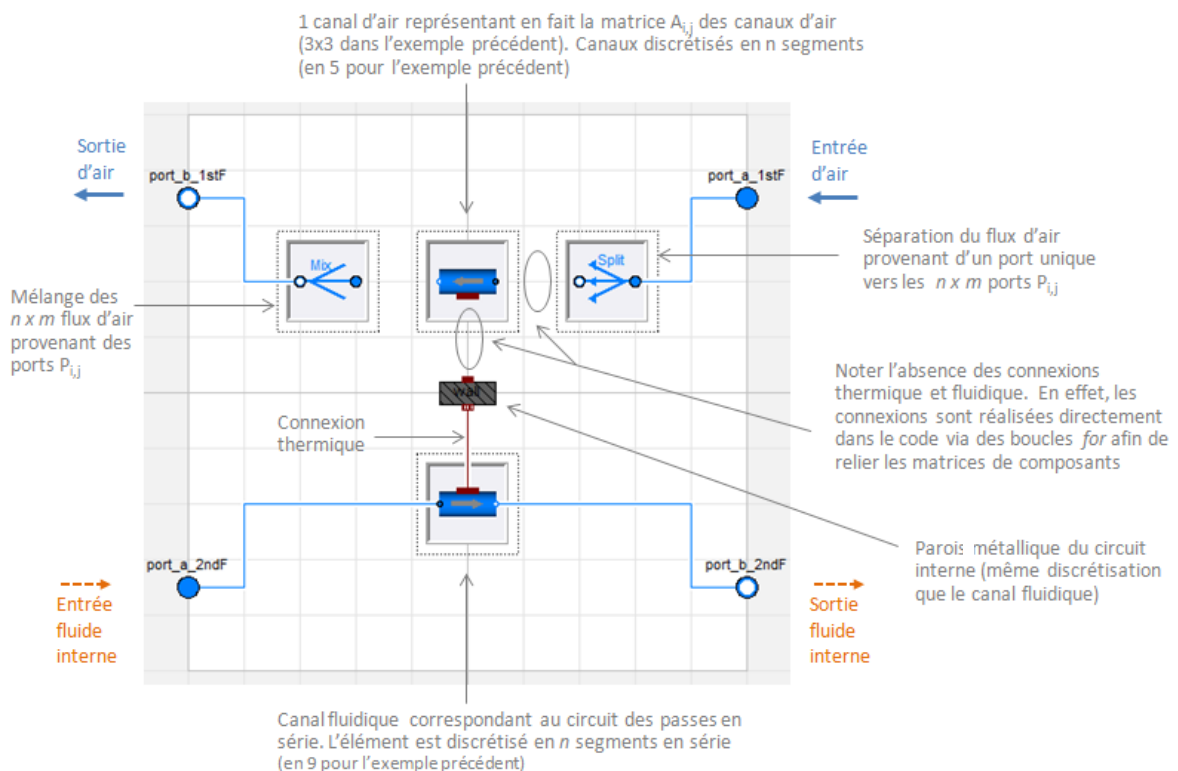 1 canal d'air représentant en fait la matrice Ai,j des canaux d'air
(3x3 dans l'exemple précédent). Canaux discrétisés en n segments
(en 5 pour l'exemple précédent)
Sortie
d'air
port_b_1stF
Entrée
d'air
port_a_1stF
Mix
Split
Séparation du flux d'air
provenant d'un port unique
vers les n x m ports Pi,j
Mélange des
n x m flux d'air
provenant des
ports Pi,j
wall
Noter l'absence des connexions
thermique et fluidique. En effet, les
connexions sont réalisées directement
dans le code via des boucles for afin de
relier les matrices de composants
Connexion
thermique
Parois métallique du circuit
interne (même discrétisation
que le canal fluidique)
port_a_2ndF
Entrée
fluide
interne
port_b_2ndF
Sortie
fluide
interne
Canal fluidique correspondant au circuit des passes en
série. L'élément est discrétisé en n segments en série
(en 9 pour l'exemple précédent)